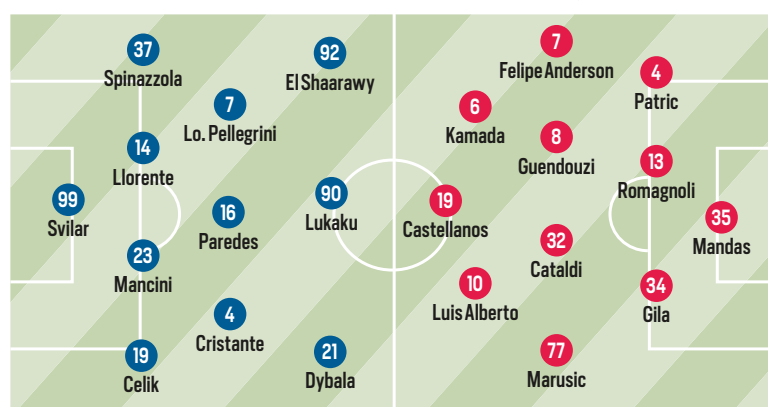 99
Svilar
37
Spinazzola
14
Llorente
23
Mancini
19
Celik
7
Lo. Pellegrini
16
Paredes
4
Cristante
92
El Shaarawy
90
Lukaku
21
Dybala
19
Castellanos
6
Kamada
10
Luis Alberto
7
Felipe Anderson
8
Guendouzi
32
Cataldi
77
Marusic
4
Patric
13
Romagnoli
34
Gila
35
Mandas